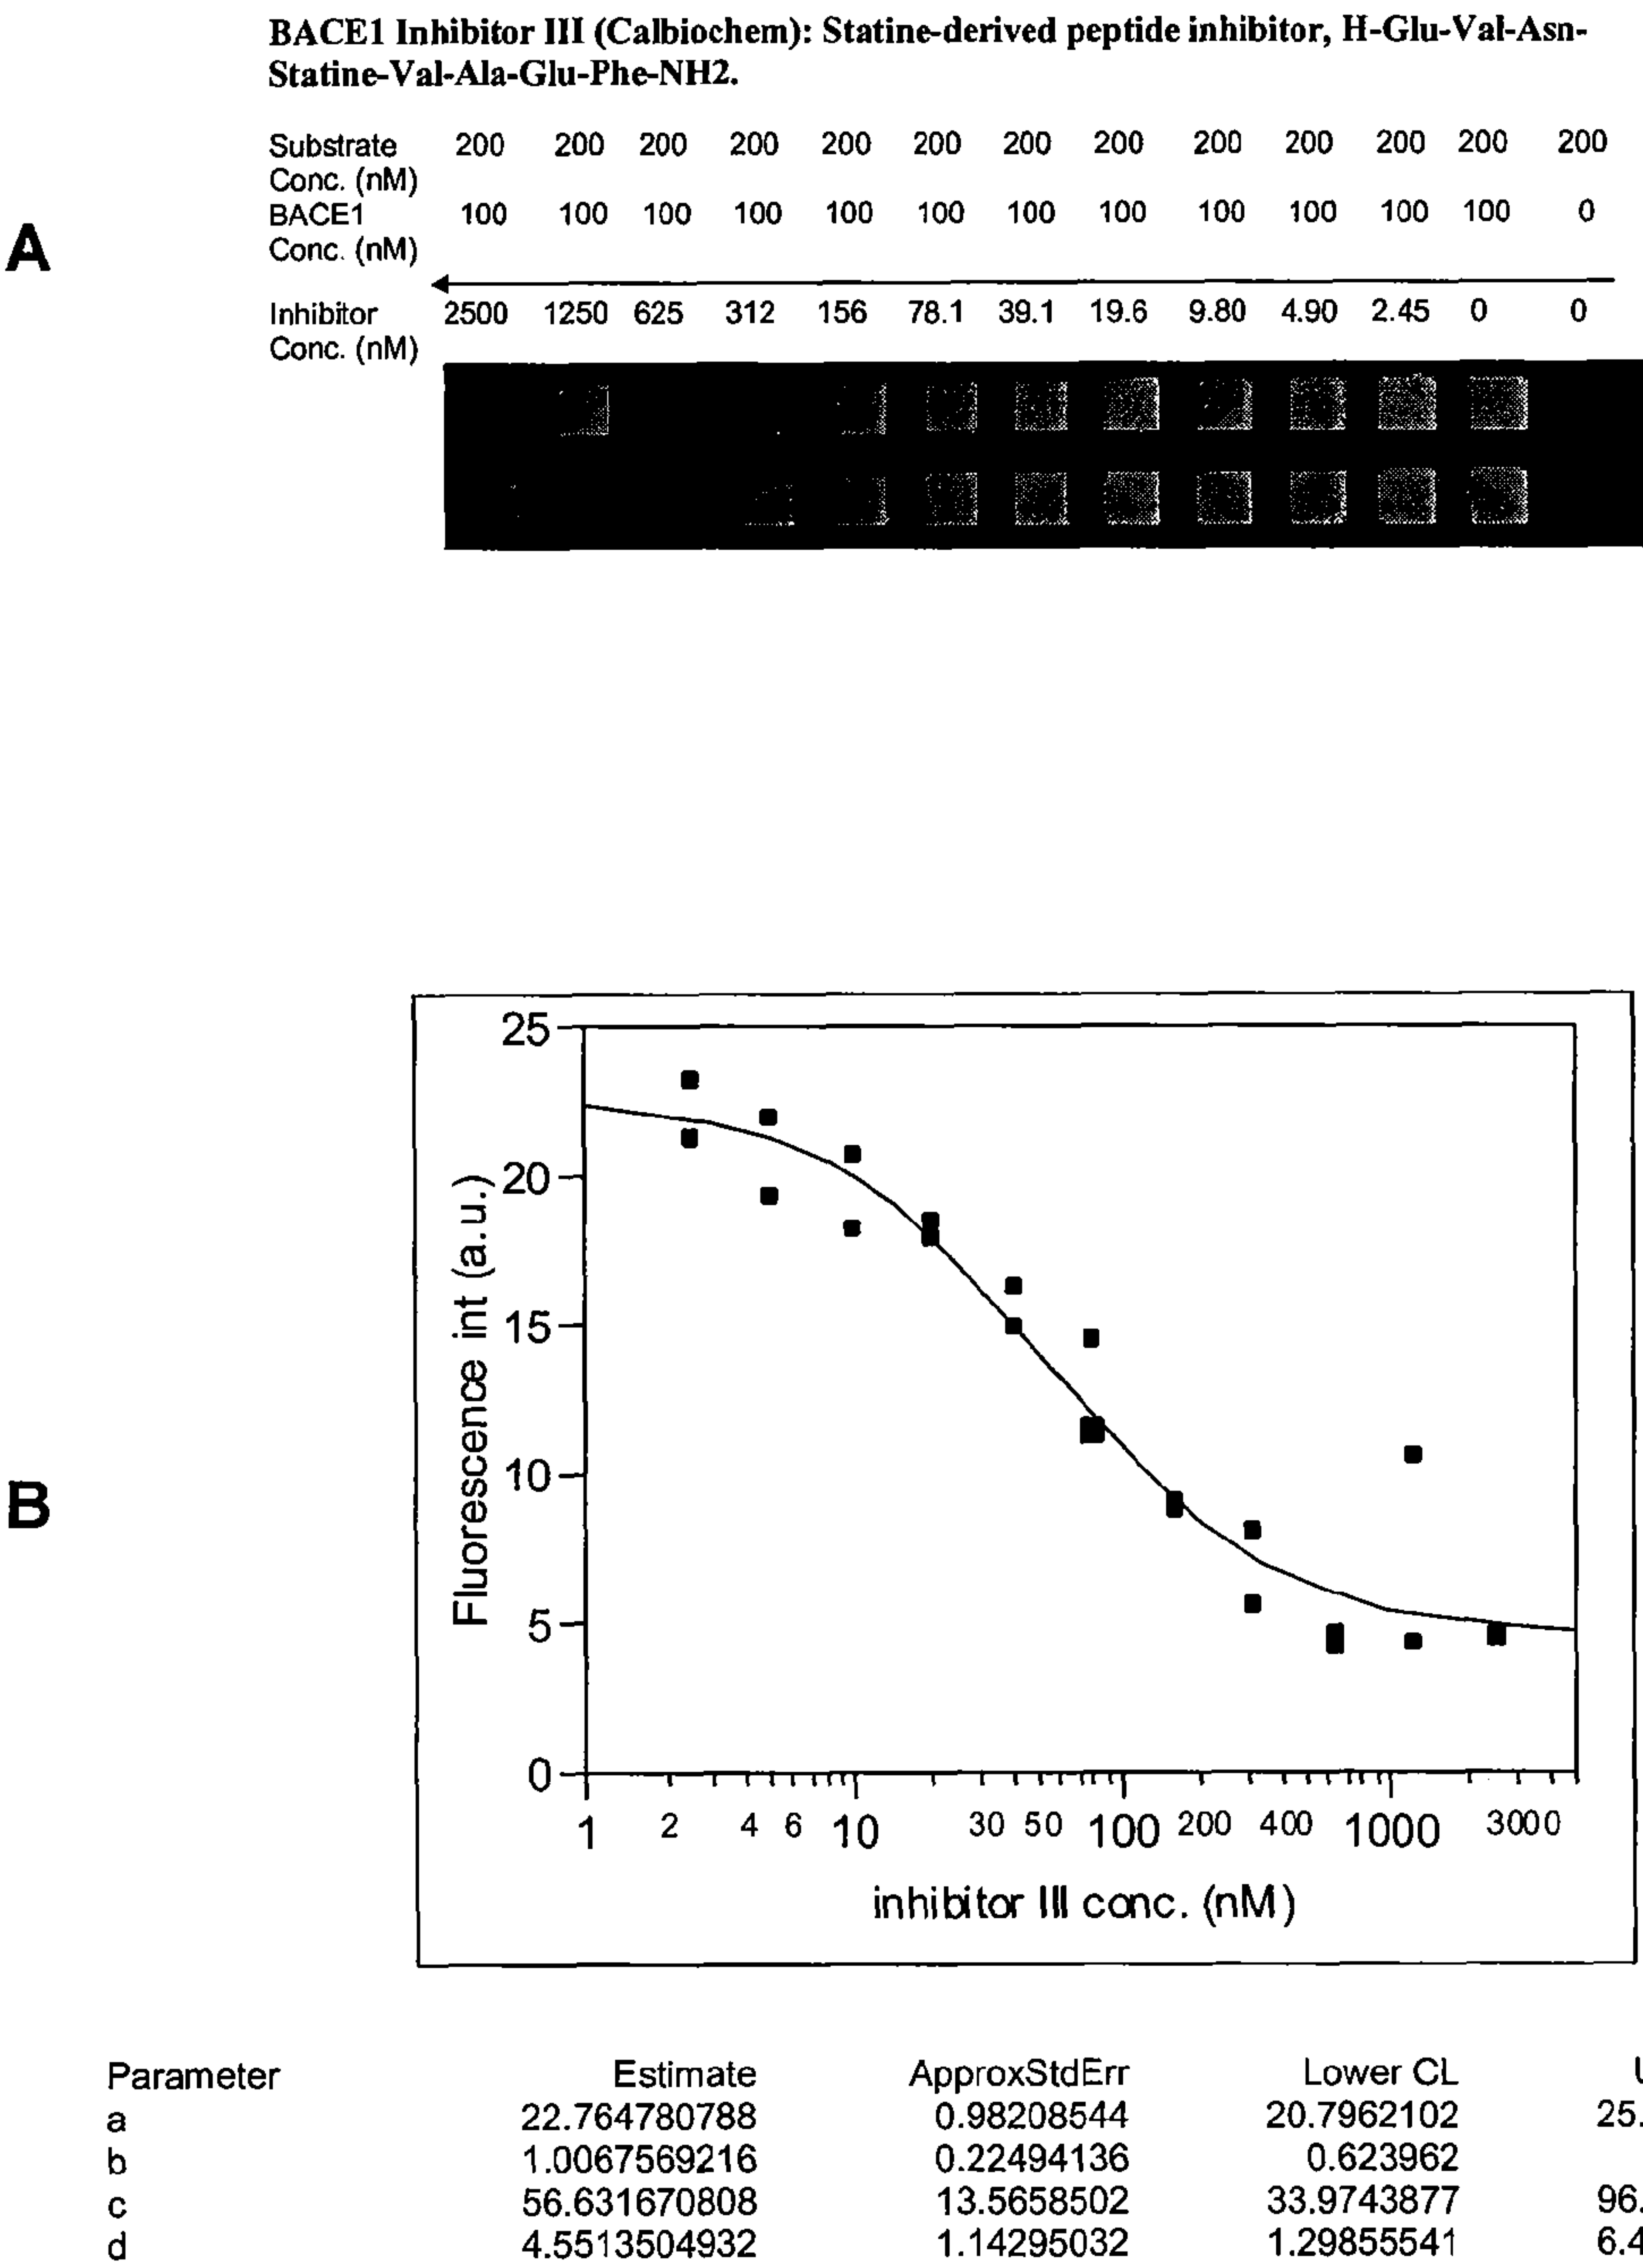 BACE1 Inhibitor III (Calbiochem): Statine-derived peptide inhibitor, H-Glu-Val-Asn-
Statine-Val-Ala-Glu-Phe-NH2.
A
Substrate 200 200 200 200 200 200 200 200 200 200 200 200 200
Conc. (nM)
BACE1 100 100 100 100 100 100 100 100 100 100 100 100 0
Conc. (nM)
Inhibitor 2500 1250 625 312 156 78.1 39.1 19.6 9.80 4.90 2.45 0 0
Conc. (nM)
B
Fluorescence int (a.u.)
25
20
15
10
5
0
1 2 4 6 10 30 50 100 200 400 1000 3000
inhibitor III conc. (nM)
Parameter Estimate ApproxStdErr Lower CL
a 22.764780788 0.98208544 20.7962102 25.
b 1.0067569216 0.22494136 0.623962
c 56.631670808 13.5658502 33.9743877 96.
d 4.5513504932 1.14295032 1.29855541 6.4